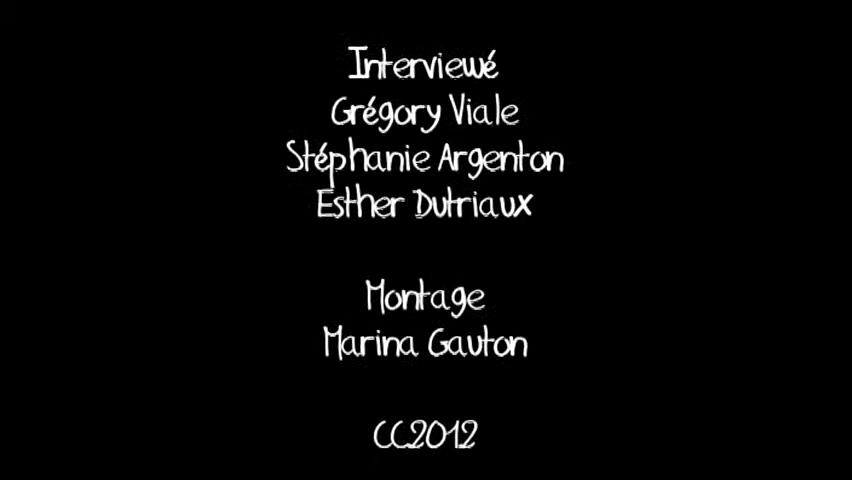 Interviewé
Grégory Viale
Stéphanie Argenton
Esther Dutriaux
Montage
Marina Gauton
CC2012